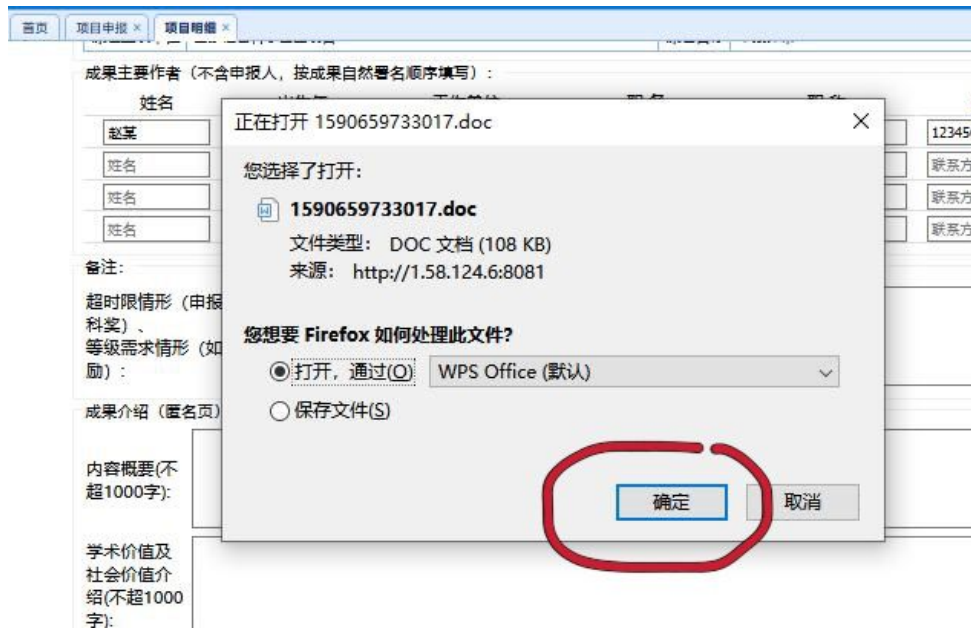 首页 项目申报 × 项目明细 ×
成果主要作者（不含申报人，按成果自然署名顺序填写）：
姓名
正在打开 1590659733017.doc
赵某 12345
您选择了打开：
姓名 联系方
1590659733017.doc
姓名 联系方
文件类型： DOC 文档 (108 KB)
姓名 联系方
来源： http://1.58.124.6:8081
备注：
超时限情形（申报
科奖）、
您想要 Firefox 如何处理此文件?
等级需求情形（如
励）：
打开，通过(O) WPS Office (默认)
保存文件(S)
成果介绍（匿名页）
内容概要(不
超1000字):
确定 取消
学术价值及
社会价值介
绍(不超1000
字):